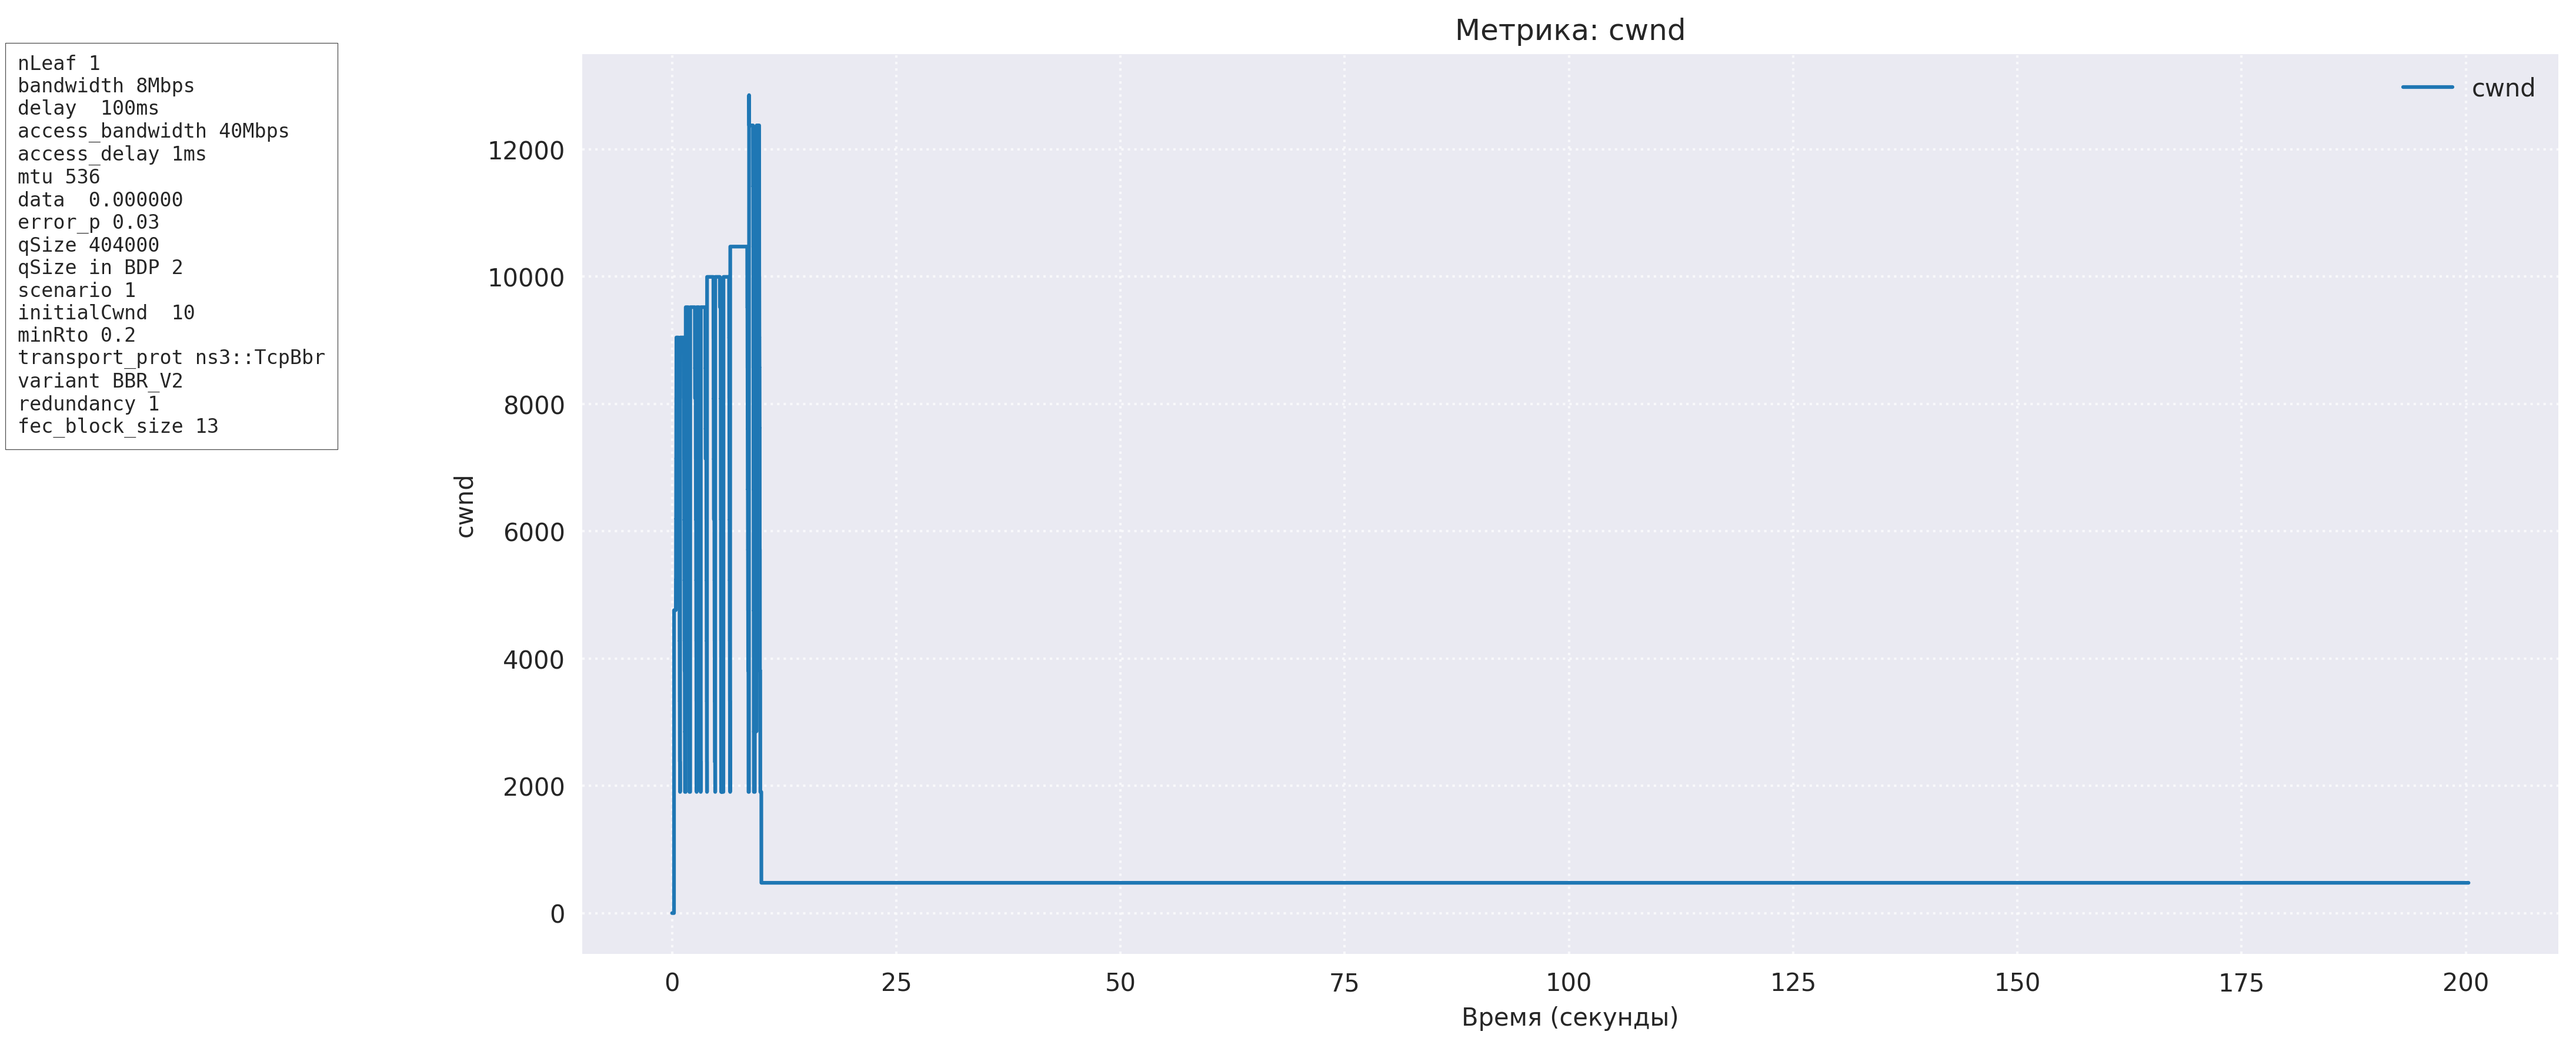 nLeaf 1
bandwidth 8Mbps
delay  100ms
access_bandwidth 40Mbps
access_delay 1ms
mtu 536
data  0.000000
error_p 0.03
qSize 404000
qSize in BDP 2
scenario 1
initialCwnd  10
minRto 0.2
transport_prot ns3::TcpBbr
variant BBR_V2
redundancy 1
fec_block_size 13
Метрика: cwnd
cwnd
12000
10000
8000
6000
4000
2000
0
cwnd
0 25 50 75 100 125 150 175 200
Время (секунды)